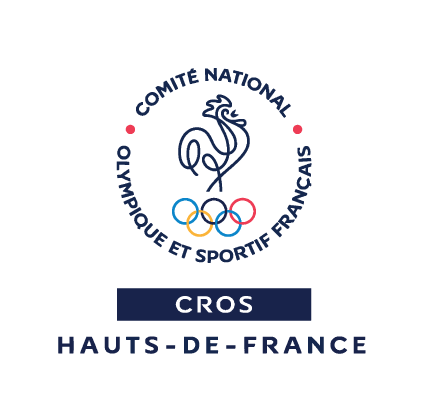 COMITÉ NATIONAL
OLYMPIQUE ET SPORTIF FRANÇAIS
CROS
HAUTS-DE-FRANCE